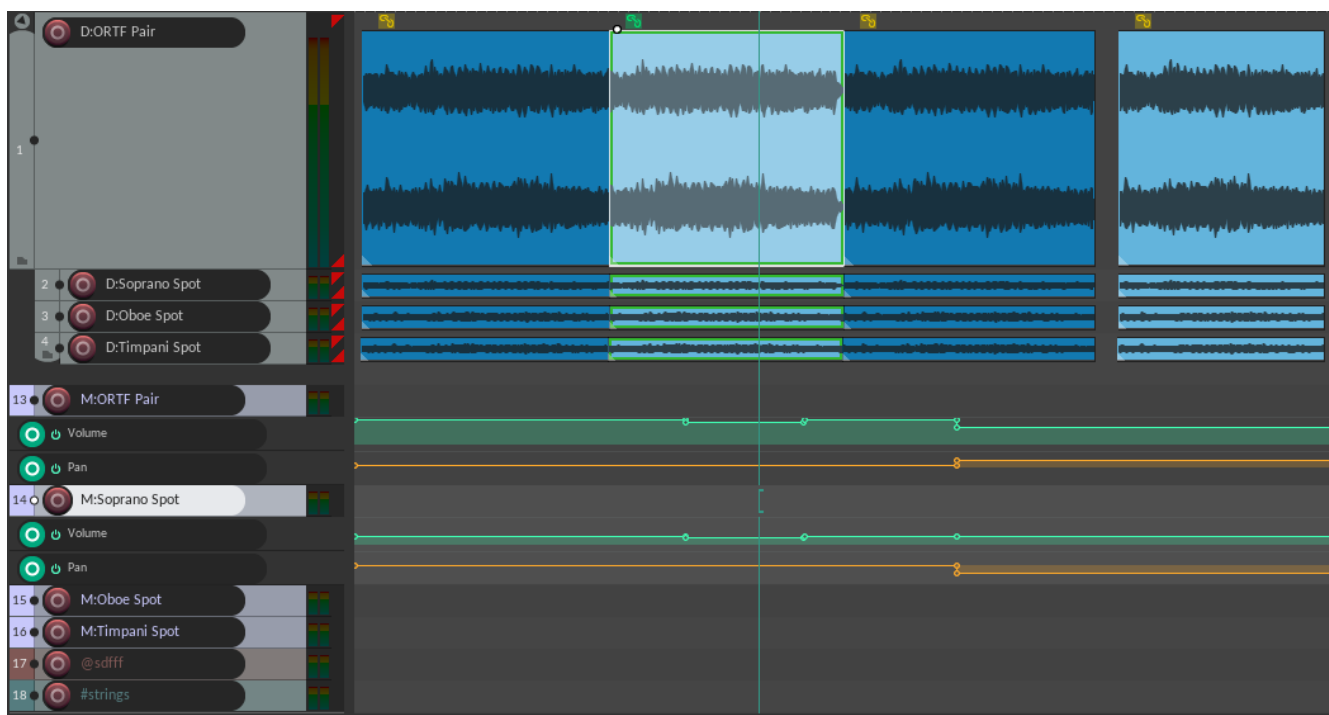 D:ORTF Pair
1
2 D:Soprano Spot
3 D:Oboe Spot
4 D:Timpani Spot
13 M:ORTF Pair
Volume
Pan
14 M:Soprano Spot
Volume
Pan
15 M:Oboe Spot
16 M:Timpani Spot
17 @sdfff
18 #strings